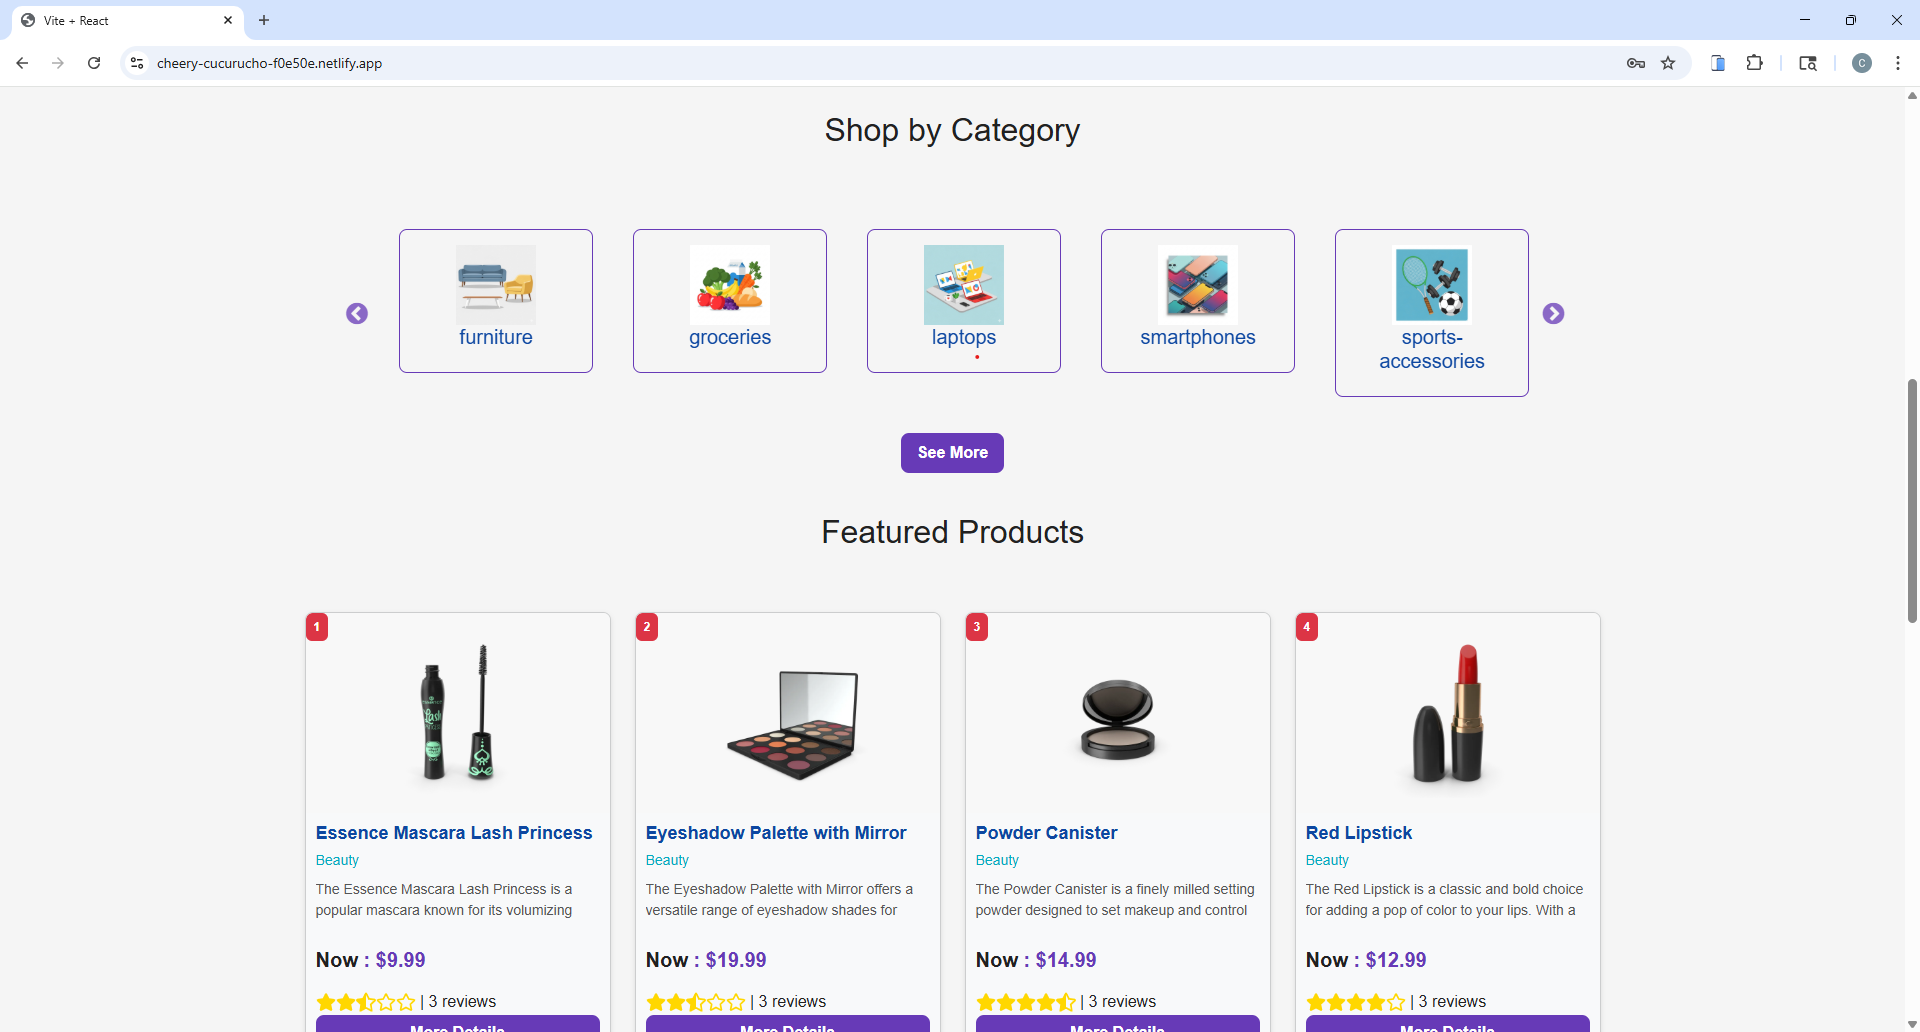 Vite + React
cheery-cucurucho-f0e50e.netlify.app
C
Shop by Category
furniture
groceries
laptops
smartphones
sports-
accessories
See More
Featured Products
1
2
3
4
Essence Mascara Lash Princess
Beauty
The Essence Mascara Lash Princess is a
popular mascara known for its volumizing
Now : $9.99
| 3 reviews
More Details
Eyeshadow Palette with Mirror
Beauty
The Eyeshadow Palette with Mirror offers a
versatile range of eyeshadow shades for
Now : $19.99
| 3 reviews
More Details
Powder Canister
Beauty
The Powder Canister is a finely milled setting
powder designed to set makeup and control
Now : $14.99
| 3 reviews
More Details
Red Lipstick
Beauty
The Red Lipstick is a classic and bold choice
for adding a pop of color to your lips. With a
Now : $12.99
| 3 reviews
More Details